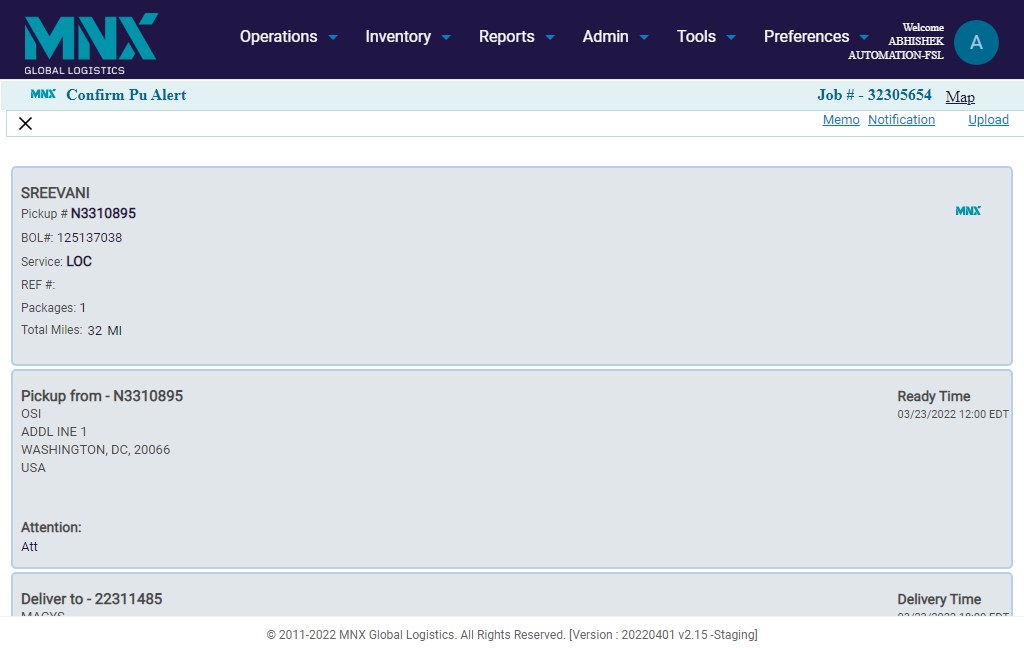 MNX
GLOBAL LOGISTICS
Operations Inventory Reports Admin Tools Preferences
Welcome
ABHISHEK
AUTOMATION-FSL
A
MNX Confirm Pu Alert Job # - 32305654 Map
Memo Notification Upload
SREEVANI
Pickup # N3310895
MNX
BOL#: 125137038
Service: LOC
REF #:
Packages: 1
Total Miles: 32 MI
Pickup from - N3310895 Ready Time
OSI 03/23/2022 12:00 EDT
ADDL INE 1
WASHINGTON, DC, 20066
USA
Attention:
Att
Deliver to - 22311485 Delivery Time
© 2011-2022 MNX Global Logistics. All Rights Reserved. [Version : 20220401 v2.15 -Staging]